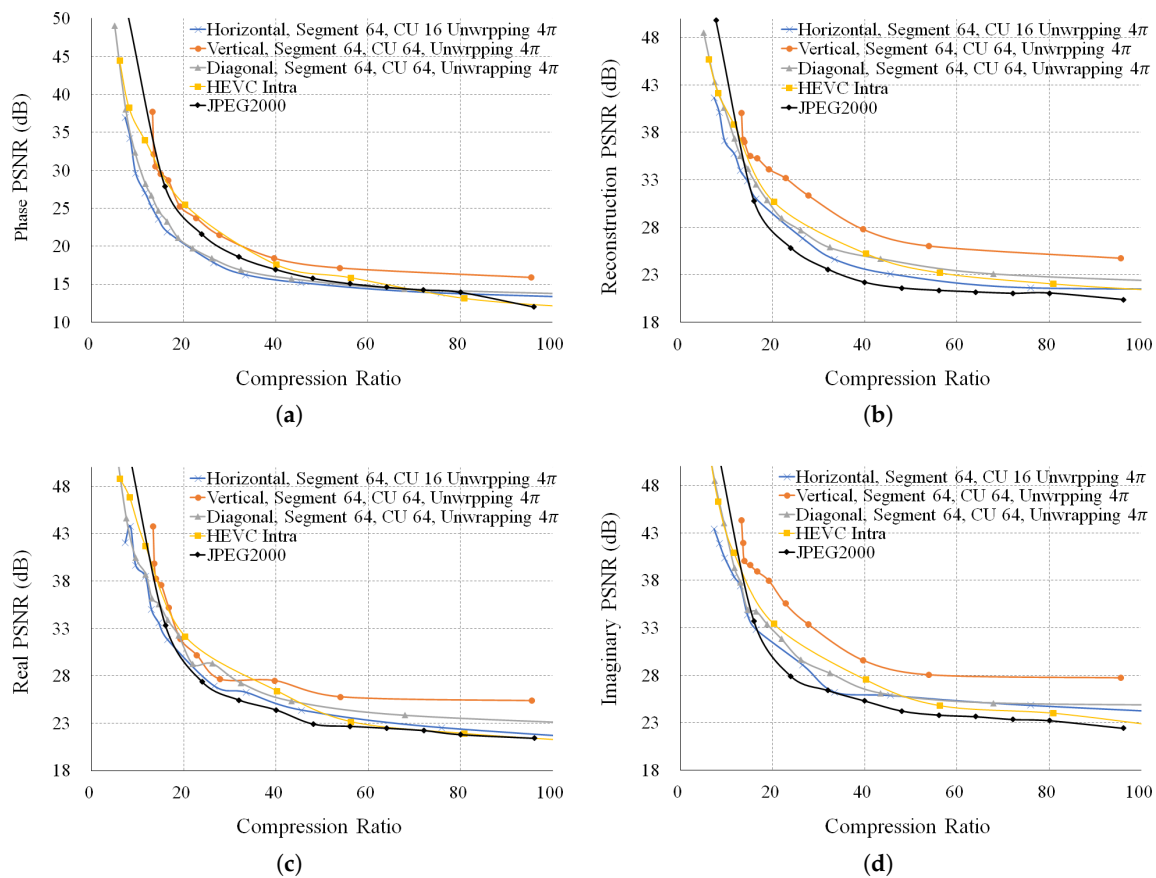 50
45
40
35
30
25
20
15
10
Phase PSNR (dB)
Horizontal, Segment 64, CU 16 Unwrpping 4π
Vertical, Segment 64, CU 64, Unwrpping 4π
Diagonal, Segment 64, CU 64, Unwrapping 4π
HEVC Intra
JPEG2000
0 20 40 60 80 100
Compression Ratio
(a)
48
43
38
33
28
23
18
Reconstruction PSNR (dB)
Horizontal, Segment 64, CU 16 Unwrpping 4π
Vertical, Segment 64, CU 64, Unwrpping 4π
Diagonal, Segment 64, CU 64, Unwrapping 4π
HEVC Intra
JPEG2000
0 20 40 60 80 100
Compression Ratio
(b)
48
43
38
33
28
23
18
Real PSNR (dB)
Horizontal, Segment 64, CU 16 Unwrpping 4π
Vertical, Segment 64, CU 64, Unwrpping 4π
Diagonal, Segment 64, CU 64, Unwrapping 4π
HEVC Intra
JPEG2000
0 20 40 60 80 100
Compression Ratio
(c)
48
43
38
33
28
23
18
Imaginary PSNR (dB)
Horizontal, Segment 64, CU 16 Unwrpping 4π
Vertical, Segment 64, CU 64, Unwrpping 4π
Diagonal, Segment 64, CU 64, Unwrapping 4π
HEVC Intra
JPEG2000
0 20 40 60 80 100
Compression Ratio
(d)